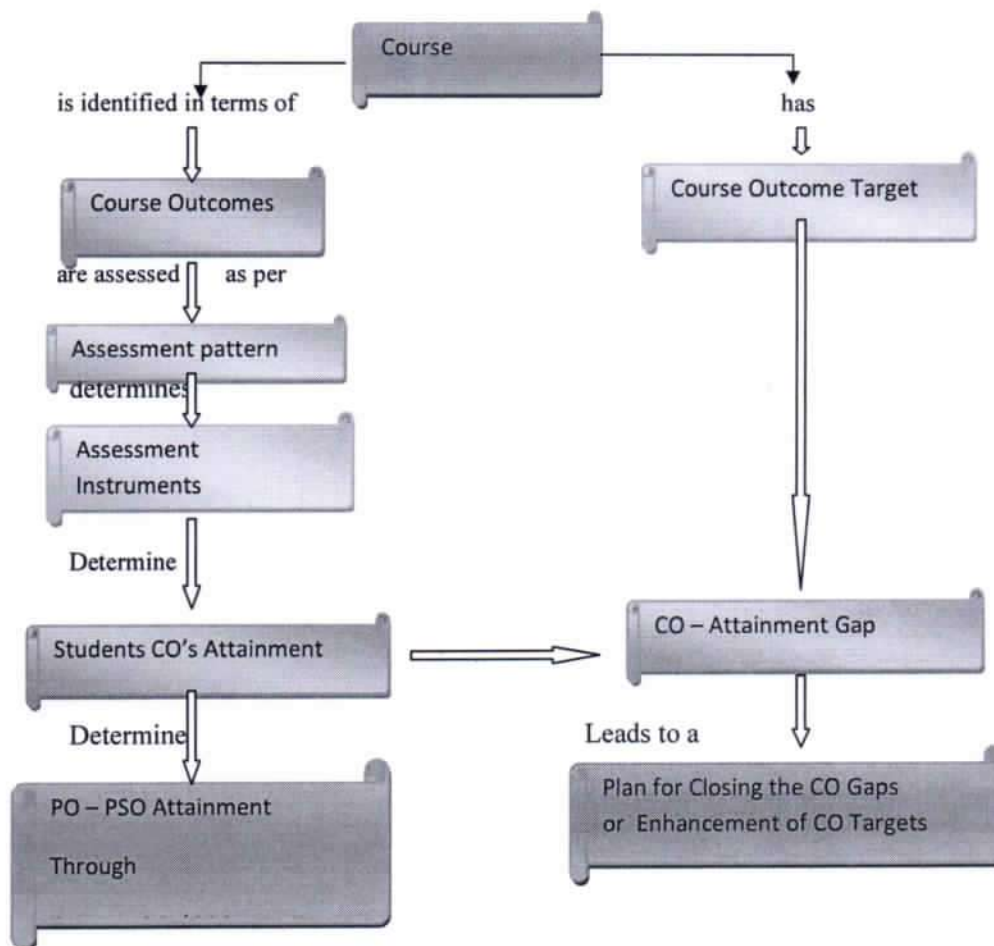 Course
is identified in terms of
has
Course Outcomes
Course Outcome Target
are assessed as per
Assessment pattern
determines
Assessment
Instruments
Determine
Students CO's Attainment
CO – Attainment Gap
Determine
Leads to a
PO – PSO Attainment
Through
Plan for Closing the CO Gaps
or Enhancement of CO Targets